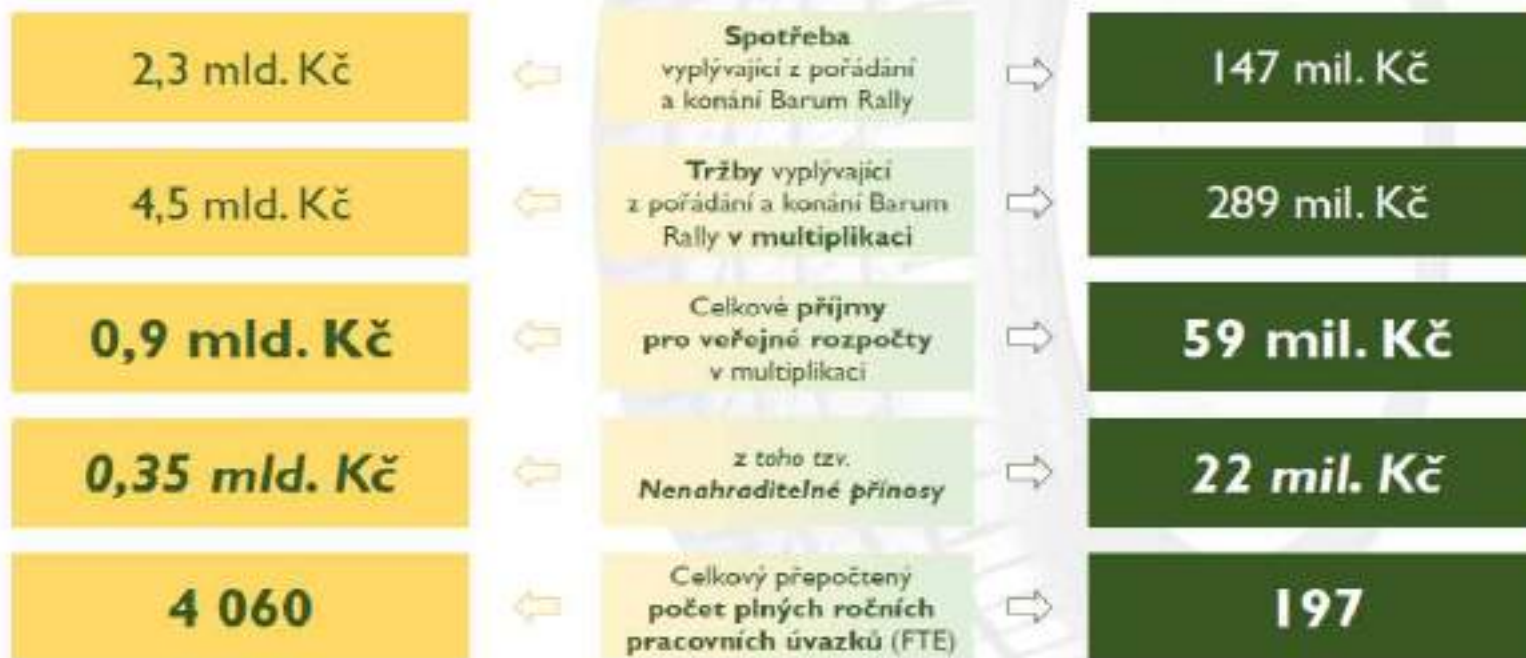 2,3 mld. Kč
Spotřeba
vyplývající z pořádání
a konání Barum Rally
147 mil. Kč
4,5 mld. Kč
Tržby vyplývající
z pořádání a konání Barum
Rally v multiplikaci
289 mil. Kč
0,9 mld. Kč
Celkové příjmy
pro veřejné rozpočty
v multiplikaci
59 mil. Kč
0,35 mld. Kč
z toho tzv.
Nenahraditelné přínosy
22 mil. Kč
4 060
Celkový přepočtený
počet plných ročních
pracovních úvazků (FTE)
197